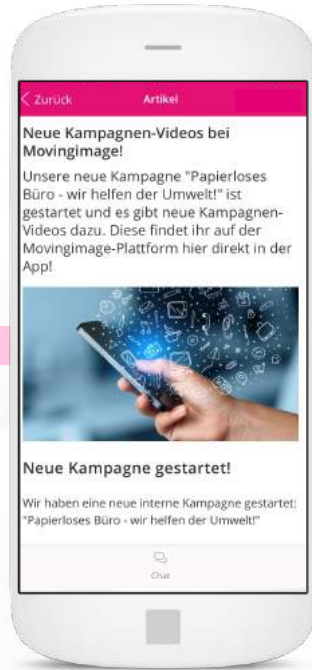 Zurück
Artikel
Neue Kampagnen-Videos bei
Movingimage!
Unsere neue Kampagne "Papierloses
Büro - wir helfen der Umwelt!" ist
gestartet und es gibt neue Kampagnen-
Videos dazu. Diese findet ihr auf der
Movingimage-Plattform hier direkt in der
App!
Neue Kampagne gestartet!
Wir haben eine neue interne Kampagne gestartet:
"Papierloses Büro - wir helfen der Umwelt!"
Chat